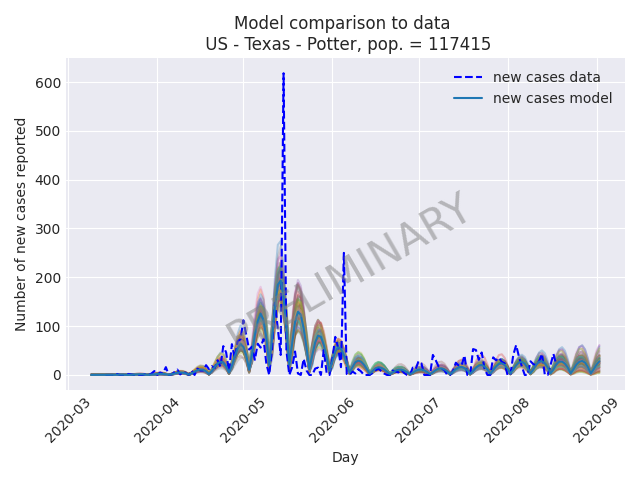 Model comparison to data
US - Texas - Potter, pop. = 117415
new cases data
new cases model
Number of new cases reported
600
500
400
300
200
100
0
PRELIMINARY
2020-03
2020-04
2020-05
2020-06
2020-07
2020-08
2020-09
Day